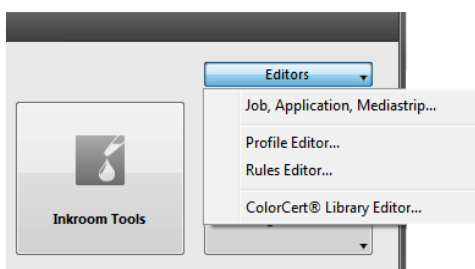 Editors
Job, Application, Mediastrip...
Profile Editor...
Rules Editor...
ColorCert® Library Editor...
Inkroom Tools